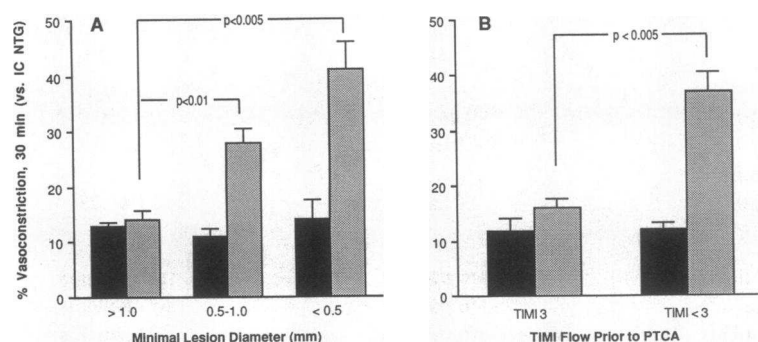 A
% Vasoconstriction, 30 min (vs. IC NTG)
50
40
30
20
10
0
p<0.005
p<0.01
> 1.0
0.5-1.0
< 0.5
Minimal Lesion Diameter (mm)
B
50
40
30
20
10
0
p < 0.005
TIMI 3
TIMI < 3
TIMI Flow Prior to PTCA